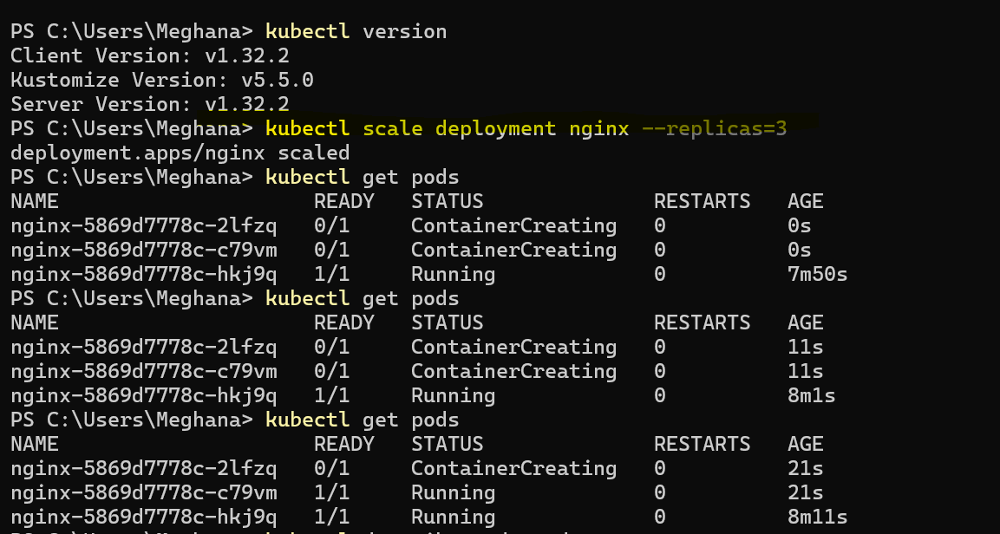 PS C:\Users\Meghana> kubectl version
Client Version: v1.32.2
Kustomize Version: v5.5.0
Server Version: v1.32.2
PS C:\Users\Meghana> kubectl scale deployment nginx --replicas=3
deployment.apps/nginx scaled
PS C:\Users\Meghana> kubectl get pods
NAME READY STATUS RESTARTS AGE
nginx-5869d7778c-2lfzq 0/1 ContainerCreating 0 0s
nginx-5869d7778c-c79vm 0/1 ContainerCreating 0 0s
nginx-5869d7778c-hkj9q 1/1 Running 0 7m50s
PS C:\Users\Meghana> kubectl get pods
NAME READY STATUS RESTARTS AGE
nginx-5869d7778c-2lfzq 0/1 ContainerCreating 0 11s
nginx-5869d7778c-c79vm 0/1 ContainerCreating 0 11s
nginx-5869d7778c-hkj9q 1/1 Running 0 8m1s
PS C:\Users\Meghana> kubectl get pods
NAME READY STATUS RESTARTS AGE
nginx-5869d7778c-2lfzq 0/1 ContainerCreating 0 21s
nginx-5869d7778c-c79vm 1/1 Running 0 21s
nginx-5869d7778c-hkj9q 1/1 Running 0 8m11s